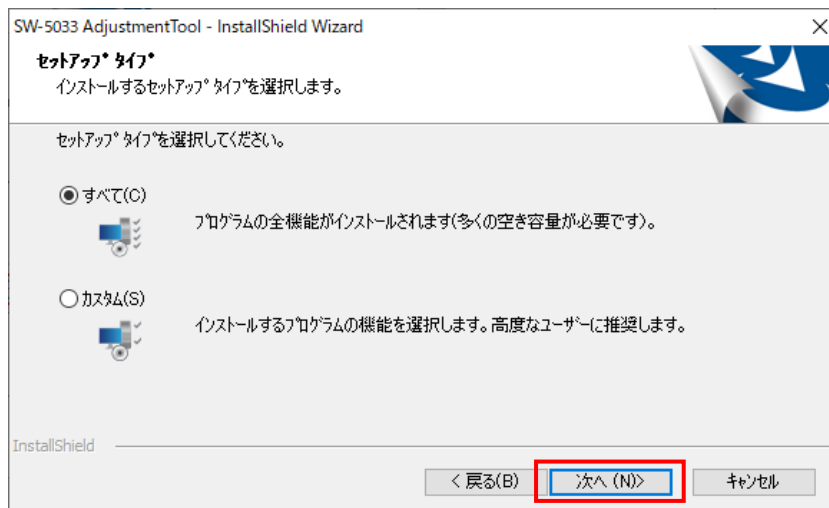 SW-5033 AdjustmentTool - InstallShield Wizard
セットアップ タイプ
インストールするセットアップ タイプを選択します。
セットアップ タイプを選択してください。
すべて(C)
プログラムの全機能がインストールされます(多くの空き容量が必要です)。
カスタム(S)
インストールするプログラムの機能を選択します。高度なユーザーに推奨します。
InstallShield
< 戻る(B)
次へ (N)>
キャンセル